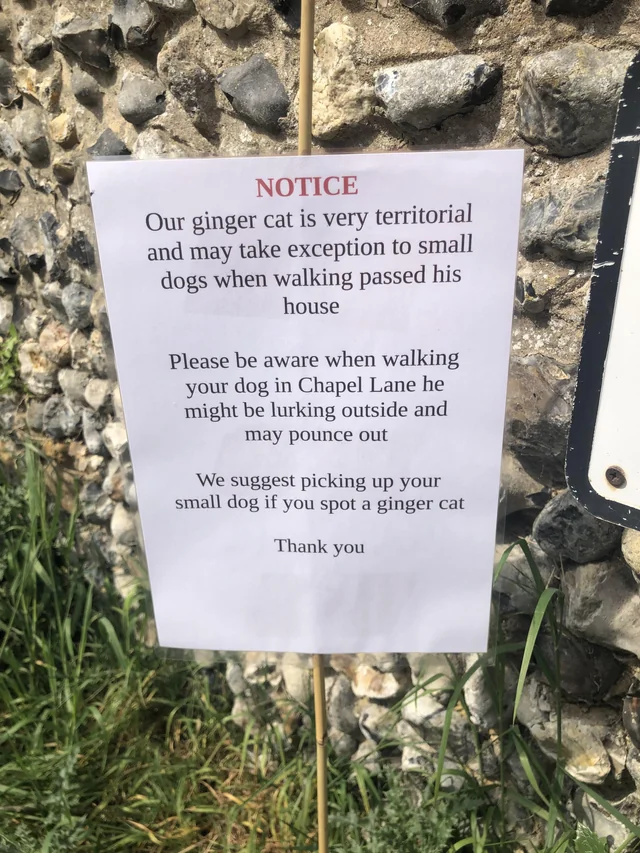 NOTICE
Our ginger cat is very territorial
and may take exception to small
dogs when walking passed his
house
Please be aware when walking
your dog in Chapel Lane he
might be lurking outside and
may pounce out
We suggest picking up your
small dog if you spot a ginger cat
Thank you